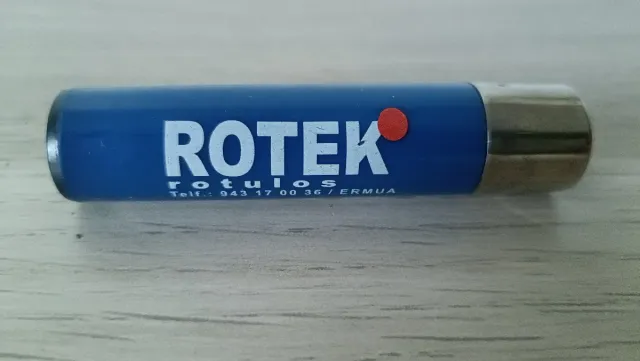 ROTEK
rotulos
Telf.: 943 17 00 36 / ERMUA